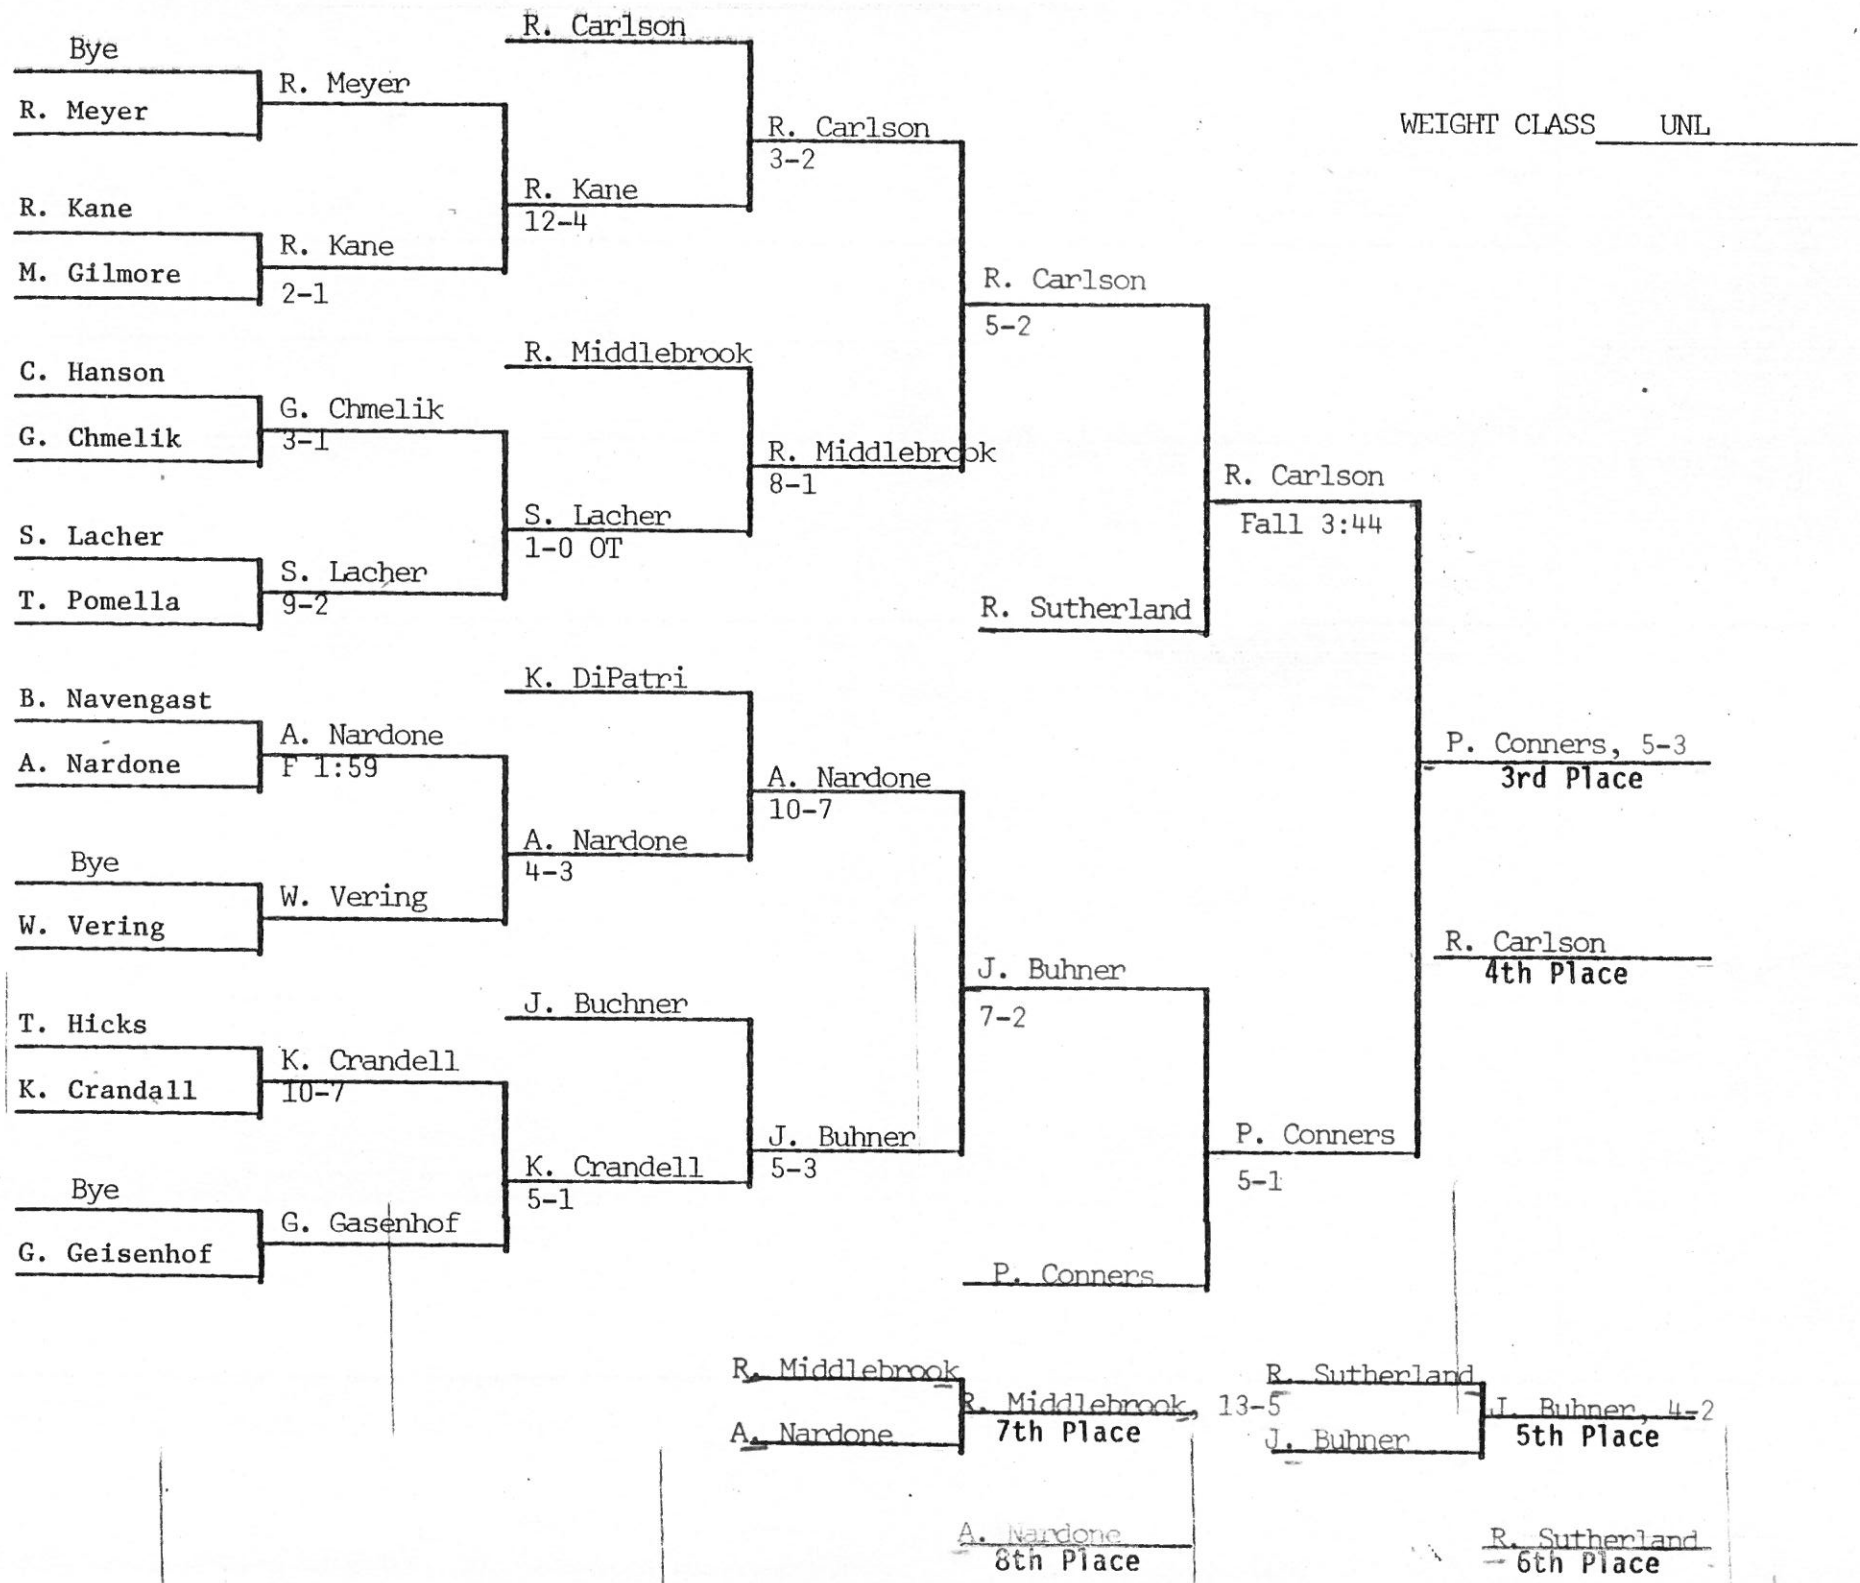 Bye
R. Meyer
R. Kane
M. Gilmore
C. Hanson
G. Chmelik
S. Lacher
T. Pomella
B. Navengast
A. Nardone
Bye
W. Vering
T. Hicks
K. Crandall
Bye
G. Geisenhof
R. Meyer
R. Kane
2-1
G. Chmelik
3-1
S. Lacher
9-2
A. Nardone
F 1:59
W. Vering
K. Crandell
10-7
G. Gasenhof
R. Carlson
R. Kane
12-4
R. Middlebrook
S. Lacher
1-0 OT
K. DiPatri
A. Nardone
4-3
J. Buchner
K. Crandell
5-1
R. Carlson
3-2
R. Middlebrook
8-1
A. Nardone
10-7
J. Buhner
5-3
R. Carlson
5-2
R. Sutherland
J. Buhner
7-2
P. Conners
R. Carlson
Fall 3:44
P. Conners
5-1
WEIGHT CLASS UNL
P. Conners, 5-3
3rd Place
R. Carlson
4th Place
R. Middlebrook
A. Nardone
R. Middlebrook, 13-5
7th Place
A. Nardone
8th Place
R. Sutherland
J. Buhner
J. Buhner, 4-2
5th Place
R. Sutherland
6th Place